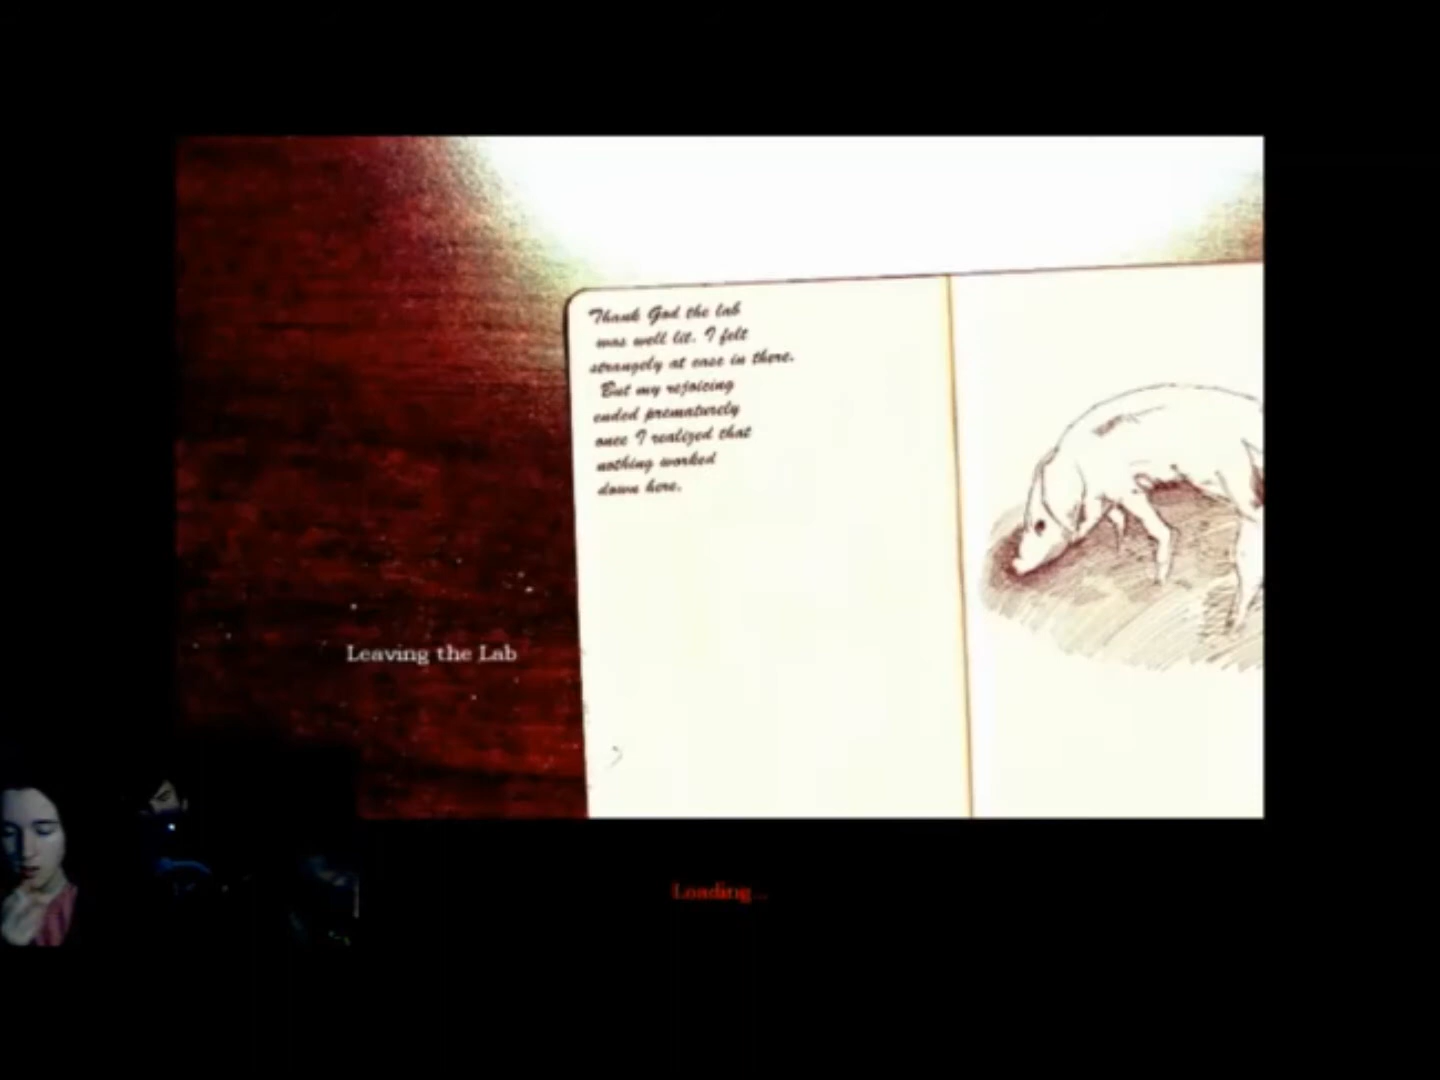 Thank God the lab
was well lit. I felt
strangely at ease in there.
But my rejoicing
ended prematurely
once I realized that
nothing worked
down here.
Leaving the Lab
Loading...